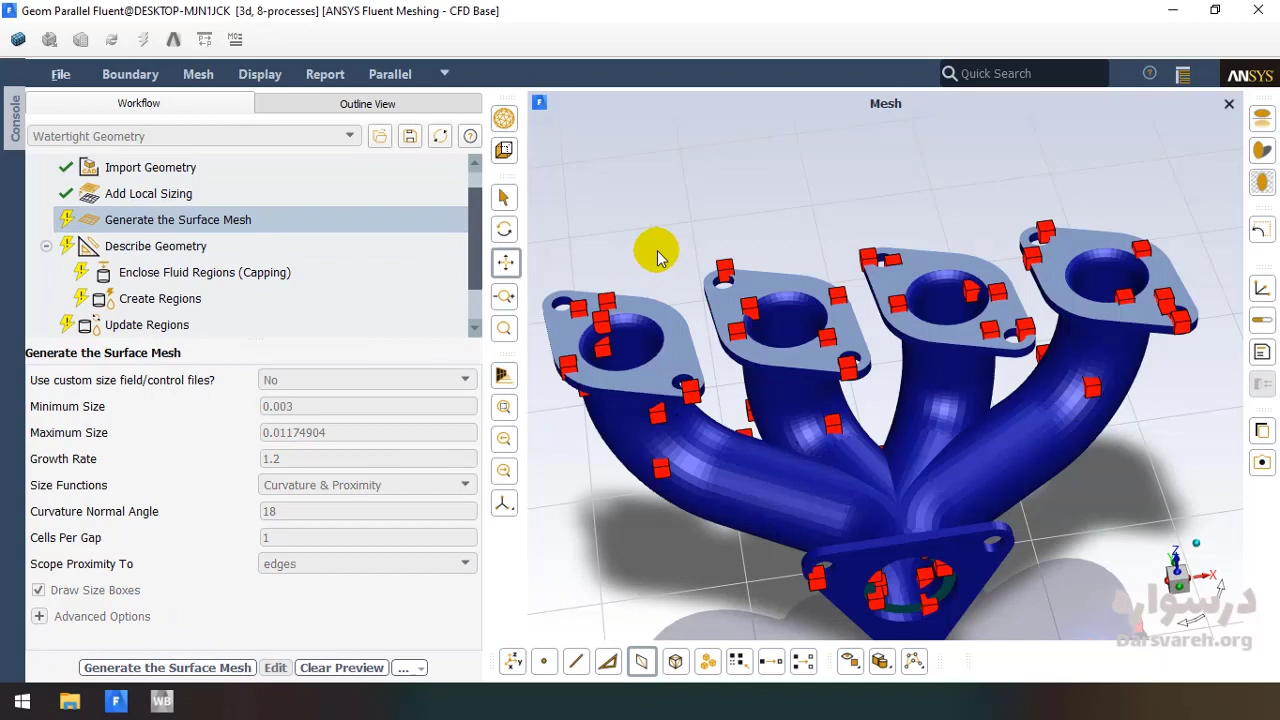 Geom Parallel Fluent@DESKTOP-MJN1JCK [3d, 8-processes] [ANSYS Fluent Meshing - CFD Base]
File Boundary Mesh Display Report Parallel Quick Search ANSYS
Console
Workflow Outline View
Watertight Geometry
Import Geometry
Add Local Sizing
Generate the Surface Mesh
Describe Geometry
Enclose Fluid Regions (Capping)
Create Regions
Update Regions
Generate the Surface Mesh
Use custom size field/control files? No
Minimum Size 0.003
Maximum Size 0.01174904
Growth Rate 1.2
Size Functions Curvature & Proximity
Curvature Normal Angle 18
Cells Per Gap 1
Scope Proximity To edges
Draw Size Boxes
Advanced Options
Generate the Surface Mesh Edit Clear Preview ...
Mesh
Z
Y
X
درسواره
Darsvareh.org
WB